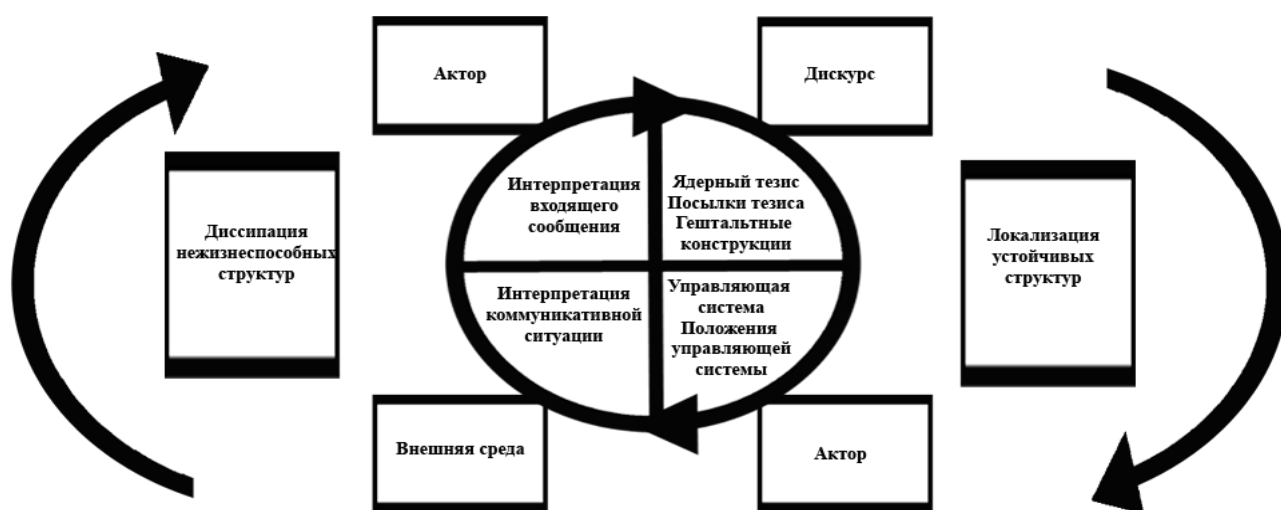 Актор
Дискурс
Интерпретация
входящего
сообщения
Ядерный тезис
Посылки тезиса
Гештальтные
конструкции
Диссипация
нежизнеспособных
структур
Локализация
устойчивых
структур
Интерпретация
коммуникативной
ситуации
Управляющая
система
Положения
управляющей
системы
Внешняя среда
Актор